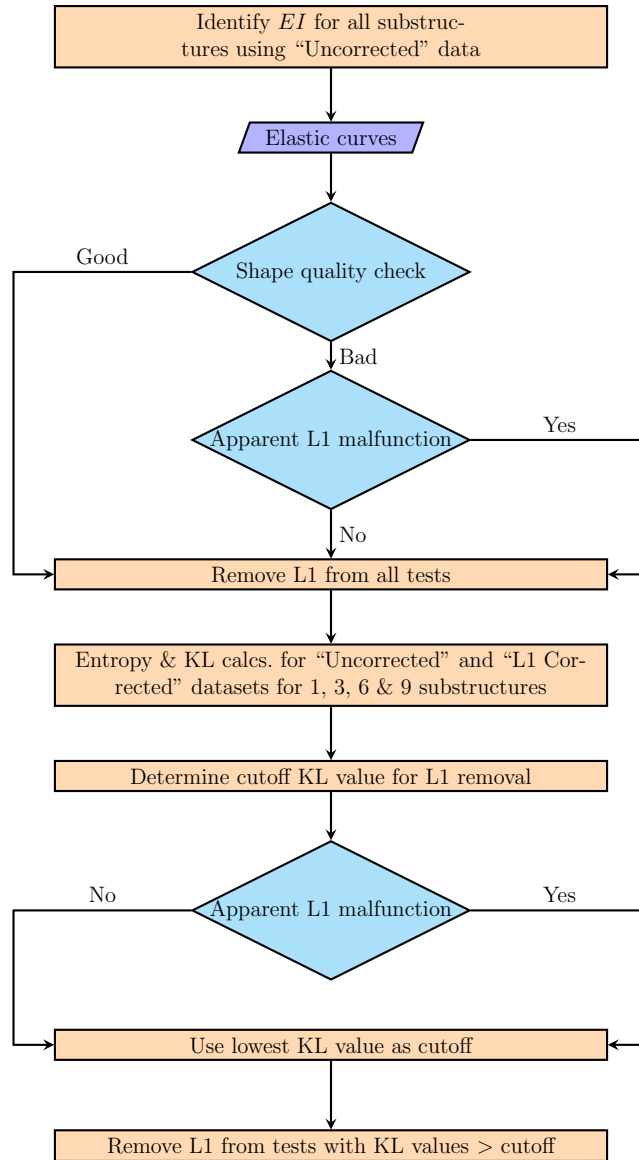 Identify EI for all substruc-
tures using “Uncorrected” data
Elastic curves
Shape quality check
Good
Bad
Apparent L1 malfunction
Yes
No
Remove L1 from all tests
Entropy & KL calcs. for “Uncorrected” and “L1 Cor-
rected” datasets for 1, 3, 6 & 9 substructures
Determine cutoff KL value for L1 removal
No
Apparent L1 malfunction
Yes
Use lowest KL value as cutoff
Remove L1 from tests with KL values > cutoff